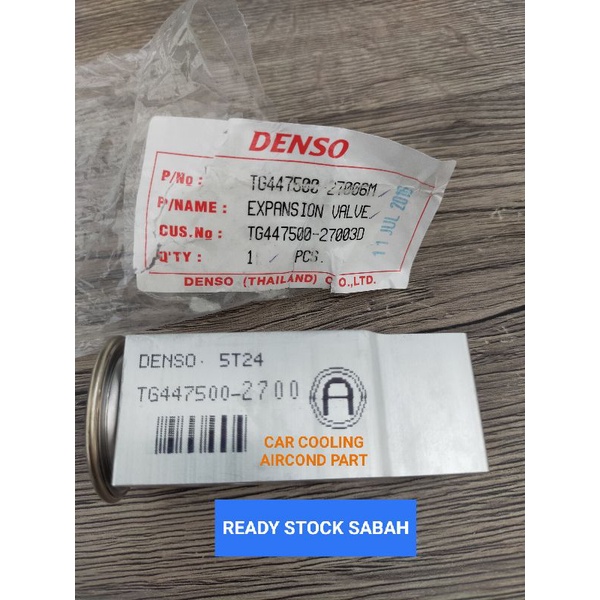 DENSO
P/No : TG447500-27006M
P/NAME : EXPANSION VALVE
CUS.No : TG447500-27003D
Q'TY : 1 PCS.
DENSO (THAILAND) CO.,LTD.
11 JUL 2015
DENSO· 5T24
TG447500-2700
A
CAR COOLING
AIRCOND PART
READY STOCK SABAH